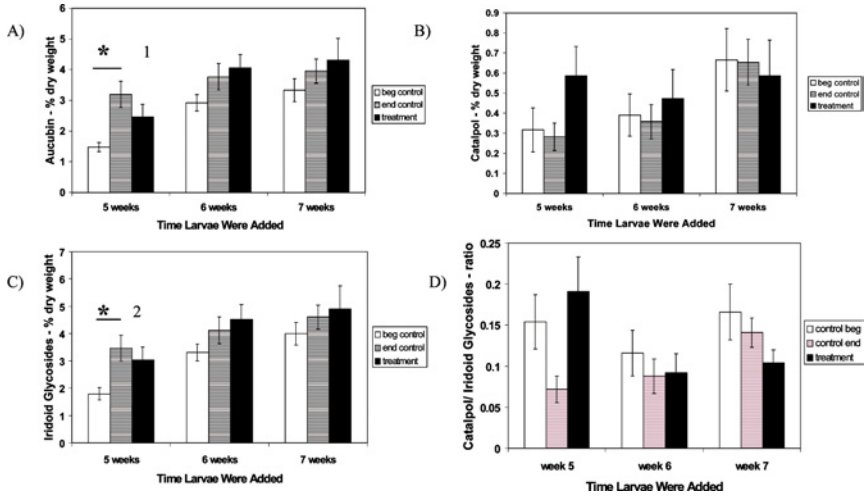 A)
Aucubin - % dry weight
6
5
4
3
2
1
0
* 1
5 weeks 6 weeks 7 weeks
Time Larvae Were Added
beg control
end control
treatment
B)
Catalpol - % dry weight
0.9
0.8
0.7
0.6
0.5
0.4
0.3
0.2
0.1
0
5 weeks 6 weeks 7 weeks
Time Larvae Were Added
beg control
end control
treatment
C)
Iridoid Glycosides - % dry weight
7
6
5
4
3
2
1
0
* 2
5 weeks 6 weeks 7 weeks
Time Larvae Were Added
beg control
end control
treatment
D)
Catalpol/ Iridoid Glycosides - ratio
0.25
0.2
0.15
0.1
0.05
0
week 5 week 6 week 7
Time Larvae Were Added
control beg
control end
treatment